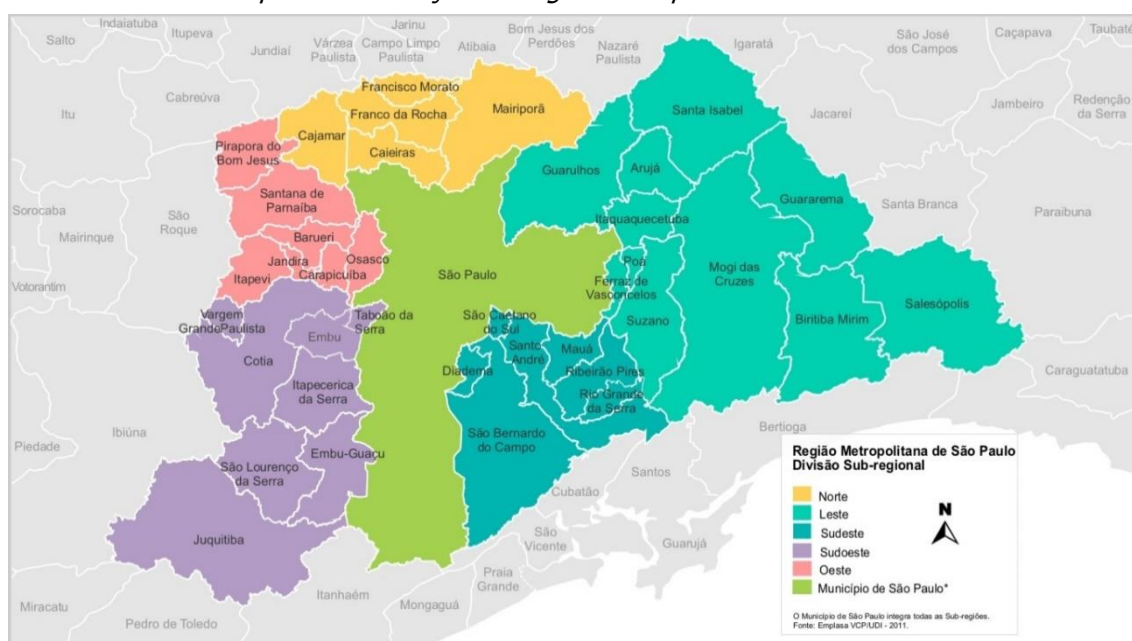 Indaiatuba
Salto
Itupeva
Jundiaí
Várzea
Paulista
Jarinu
Campo Limpo
Paulista
Atibaia
Bom Jesus dos
Perdões
Nazaré
Paulista
Igaratá
São José
dos Campos
Caçapava
Taubaté
Itu
Cabreúva
Francisco Morato
Franco da Rocha
Mairiporã
Cajamar
Caieiras
Santa Isabel
Jacareí
Jambeiro
Redenção
da Serra
Pirapora do
Bom Jesus
Guarulhos
Arujá
Santana de
Parnaíba
Guararema
Santa Branca
Paraibuna
Sorocaba
Mairinque
São
Roque
Itaquaquecetuba
Barueri
Jandira
Osasco
Itapevi
Carapicuíba
São Paulo
Poá
Ferraz de
Vasconcelos
Mogi das
Cruzes
Salesópolis
Votorantim
Vargem
Grande Paulista
Taboão da
Serra
Embu
São Caetano
do Sul
Suzano
Biritiba Mirim
Cotia
Santo
André
Mauá
Diadema
Ribeirão Pires
Itapecerica
da Serra
Rio Grande
da Serra
Caraguatatuba
Piedade
Ibiúna
São Bernardo
do Campo
Bertioga
São Lourenço
da Serra
Embu-Guaçu
Santos
Cubatão
Juquitiba
São
Vicente
Guarujá
Praia
Grande
Itanhaém
Mongaguá
Miracatu
Pedro de Toledo
Região Metropolitana de São Paulo
Divisão Sub-regional
Norte
Leste
Sudeste
Sudoeste
Oeste
Município de São Paulo*
N
O Município de São Paulo integra todas as Sub-regiões.
Fonte: Emplasa VCP/UDI - 2011.